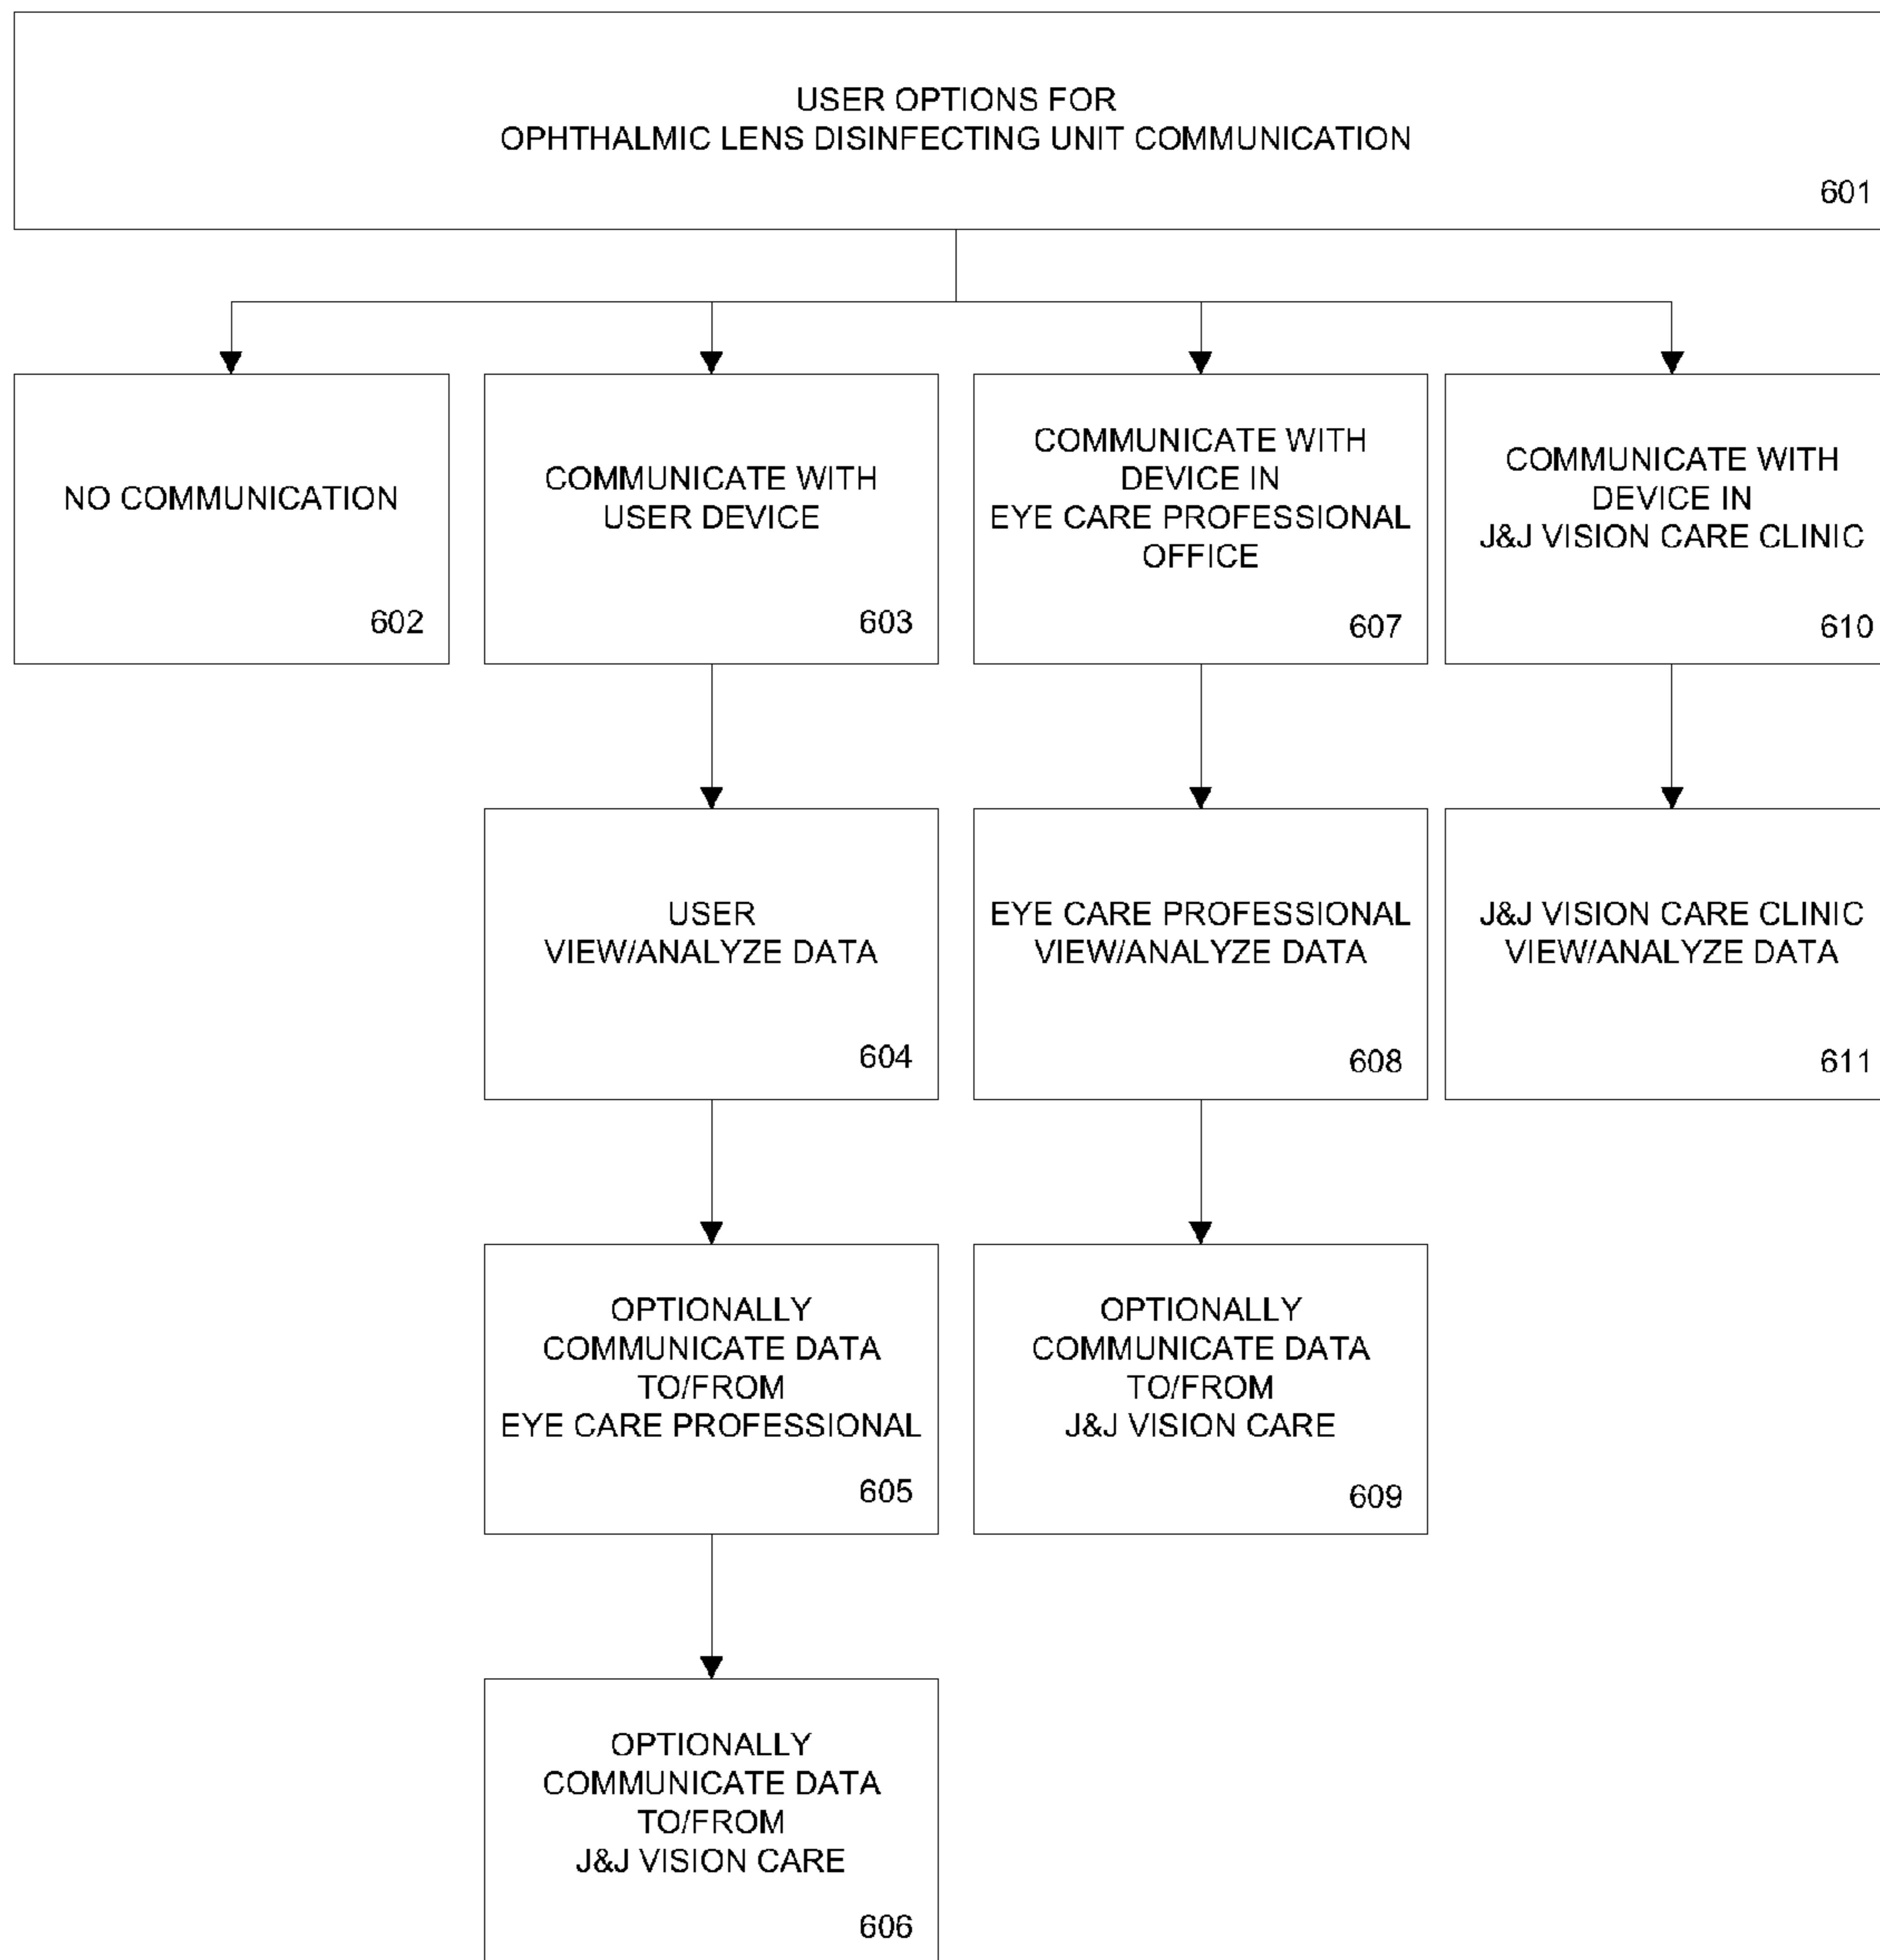 USER OPTIONS FOR
OPHTHALMIC LENS DISINFECTING UNIT COMMUNICATION
601
NO COMMUNICATION
602
COMMUNICATE WITH
USER DEVICE
603
COMMUNICATE WITH
DEVICE IN
EYE CARE PROFESSIONAL
OFFICE
607
COMMUNICATE WITH
DEVICE IN
J&J VISION CARE CLINIC
610
USER
VIEW/ANALYZE DATA
604
EYE CARE PROFESSIONAL
VIEW/ANALYZE DATA
608
J&J VISION CARE CLINIC
VIEW/ANALYZE DATA
611
OPTIONALLY
COMMUNICATE DATA
TO/FROM
EYE CARE PROFESSIONAL
605
OPTIONALLY
COMMUNICATE DATA
TO/FROM
J&J VISION CARE
609
OPTIONALLY
COMMUNICATE DATA
TO/FROM
J&J VISION CARE
606